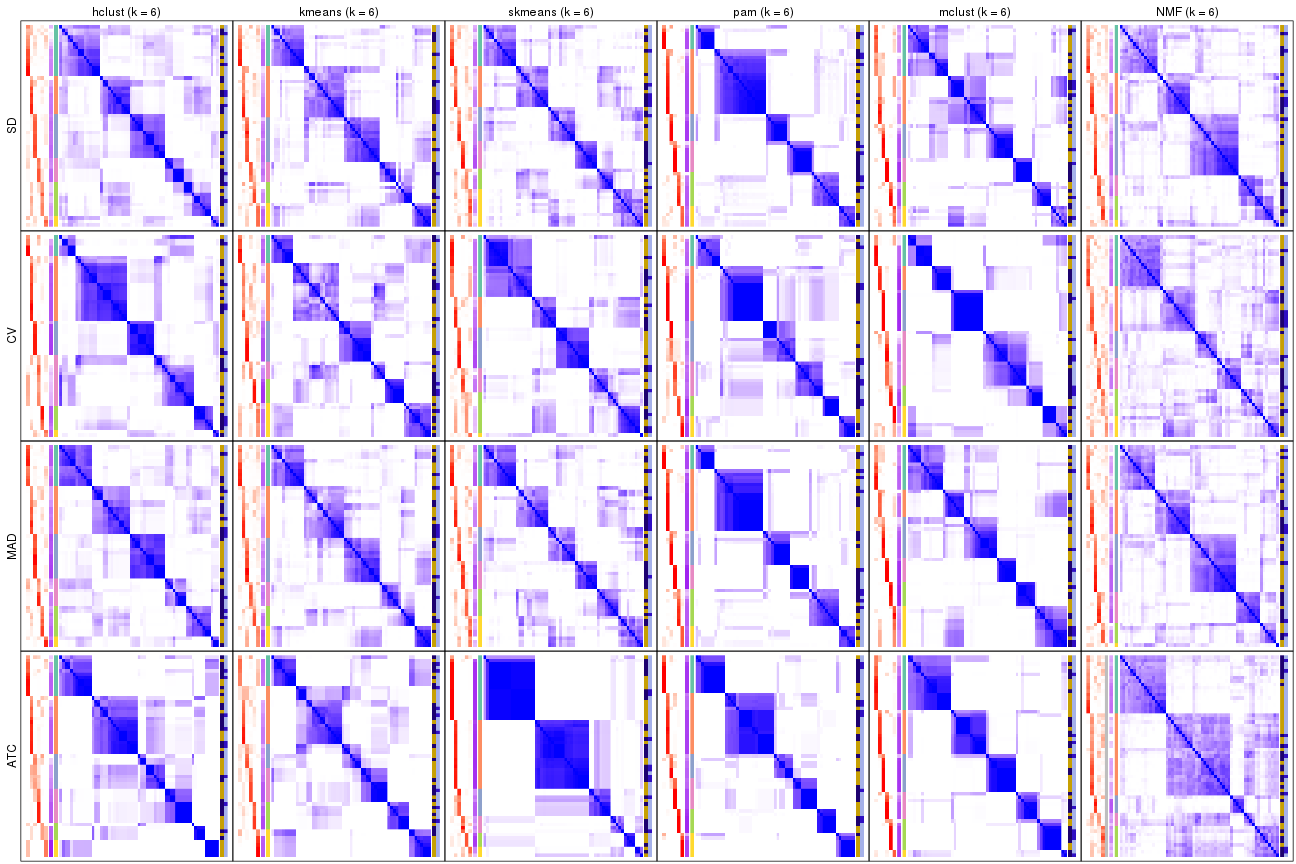 hclust (k = 6)
kmeans (k = 6)
skmeans (k = 6)
pam (k = 6)
mclust (k = 6)
NMF (k = 6)
SD
CV
MAD
ATC